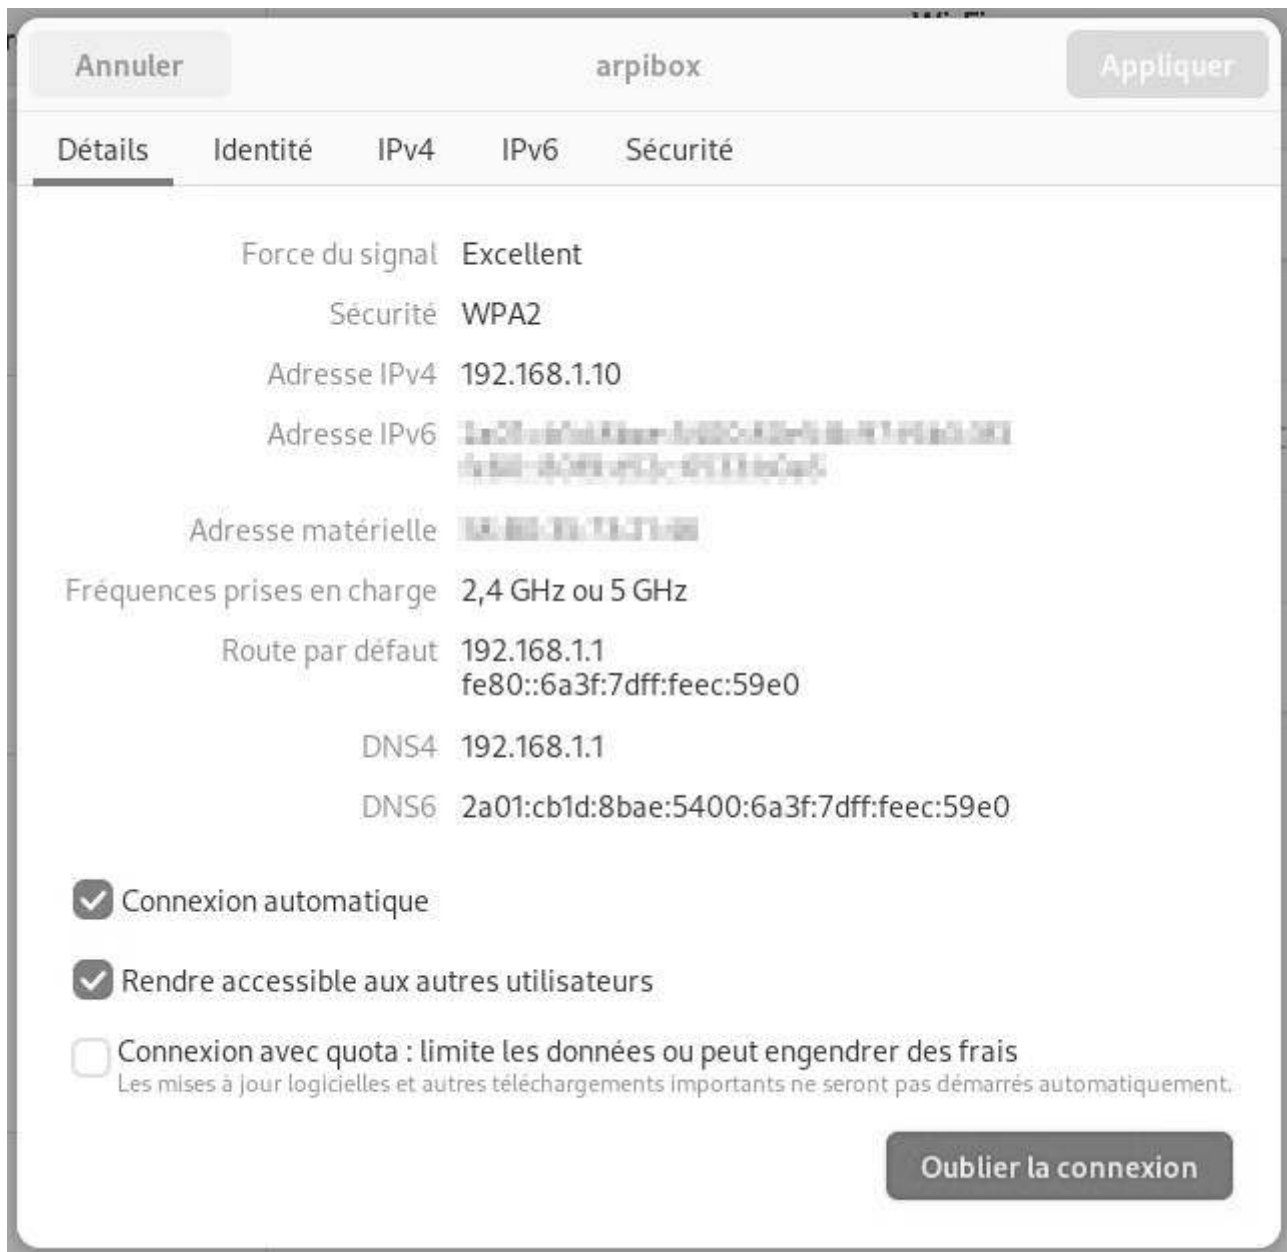 Annuler
arpibox
Appliquer
Détails
Identité
IPv4
IPv6
Sécurité
Force du signal Excellent
Sécurité WPA2
Adresse IPv4 192.168.1.10
Adresse IPv6
Adresse matérielle
Fréquences prises en charge 2,4 GHz ou 5 GHz
Route par défaut 192.168.1.1
fe80::6a3f:7dff:feec:59e0
DNS4 192.168.1.1
DNS6 2a01:cb1d:8bae:5400:6a3f:7dff:feec:59e0
Connexion automatique
Rendre accessible aux autres utilisateurs
Connexion avec quota : limite les données ou peut engendrer des frais
Les mises à jour logicielles et autres téléchargements importants ne seront pas démarrés automatiquement.
Oublier la connexion